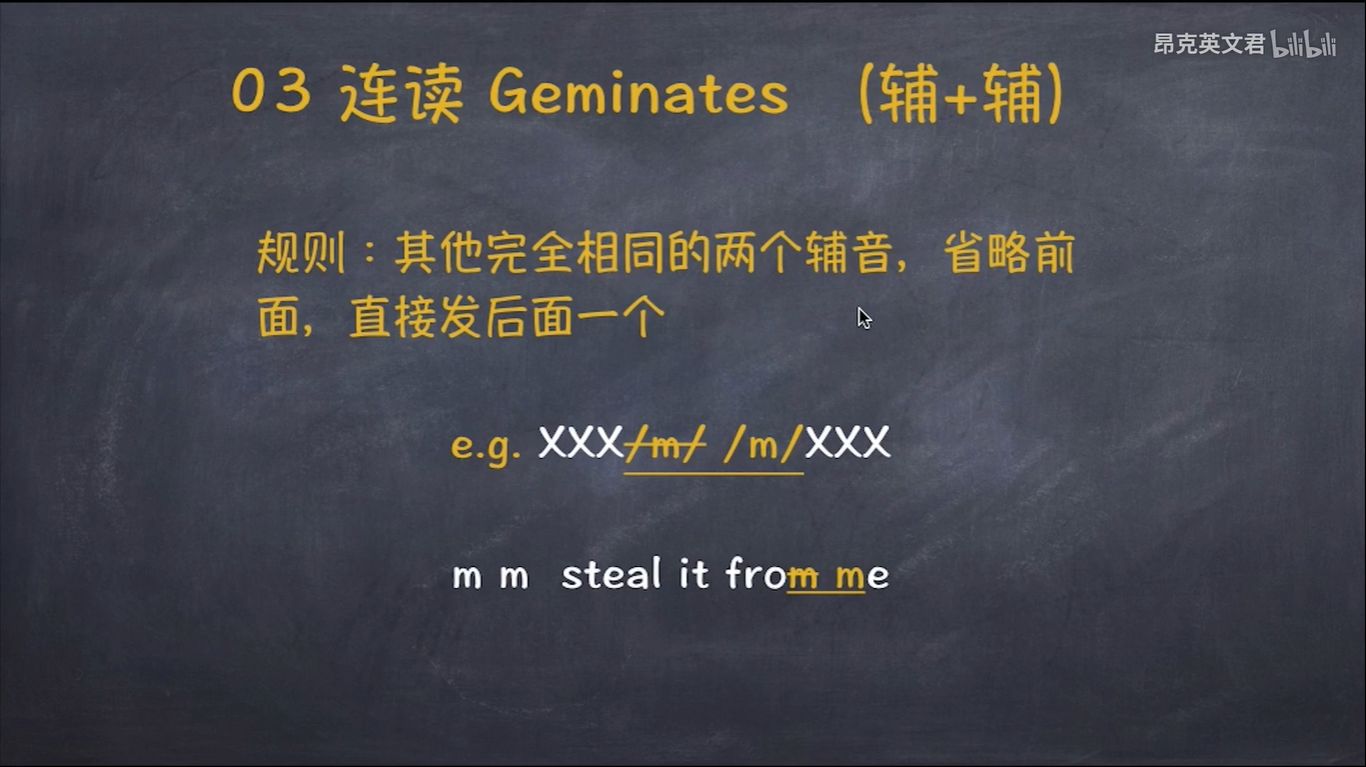 昂克英文君 bilibili
03 连读 Geminates (辅+辅)
规则：其他完全相同的两个辅音，省略前
面，直接发后面一个
e.g. XXX/m/ /m/XXX
m m steal it from me